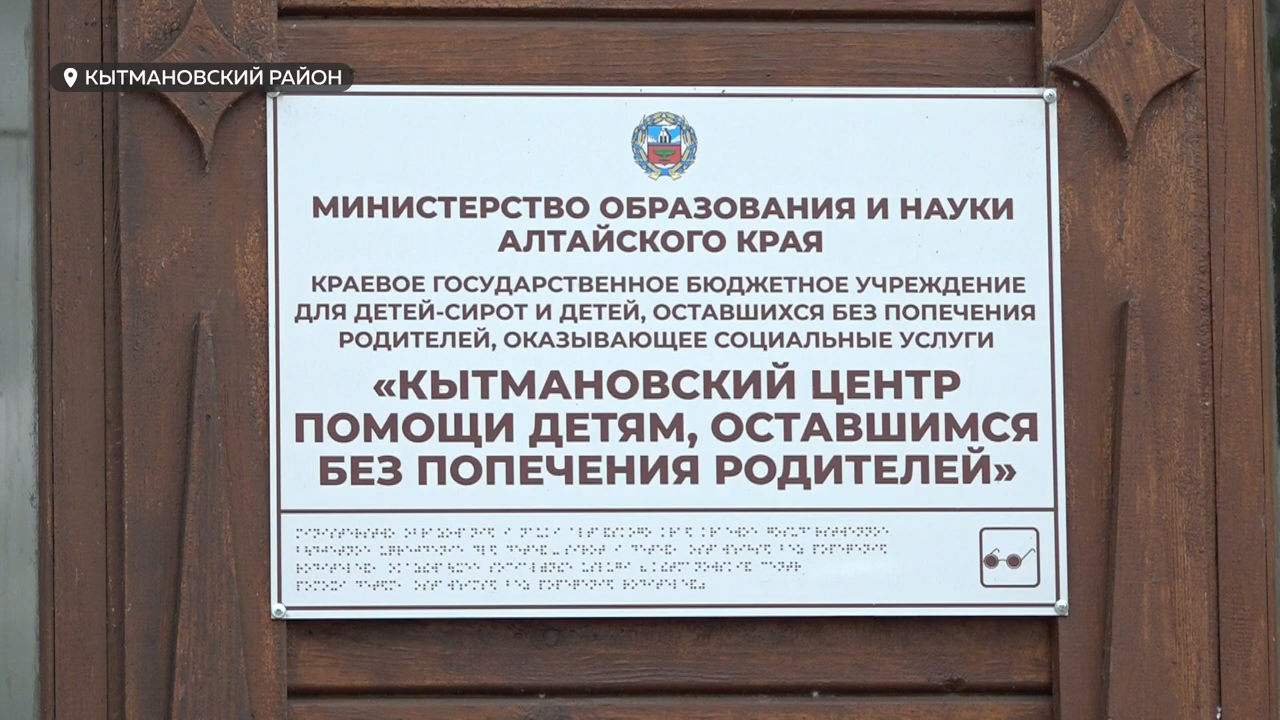 КЫТМАНОВСКИЙ РАЙОН
МИНИСТЕРСТВО ОБРАЗОВАНИЯ И НАУКИ
АЛТАЙСКОГО КРАЯ
КРАЕВОЕ ГОСУДАРСТВЕННОЕ БЮДЖЕТНОЕ УЧРЕЖДЕНИЕ
ДЛЯ ДЕТЕЙ-СИРОТ И ДЕТЕЙ, ОСТАВШИХСЯ БЕЗ ПОПЕЧЕНИЯ
РОДИТЕЛЕЙ, ОКАЗЫВАЮЩЕЕ СОЦИАЛЬНЫЕ УСЛУГИ
«КЫТМАНОВСКИЙ ЦЕНТР
ПОМОЩИ ДЕТЯМ, ОСТАВШИМСЯ
БЕЗ ПОПЕЧЕНИЯ РОДИТЕЛЕЙ»